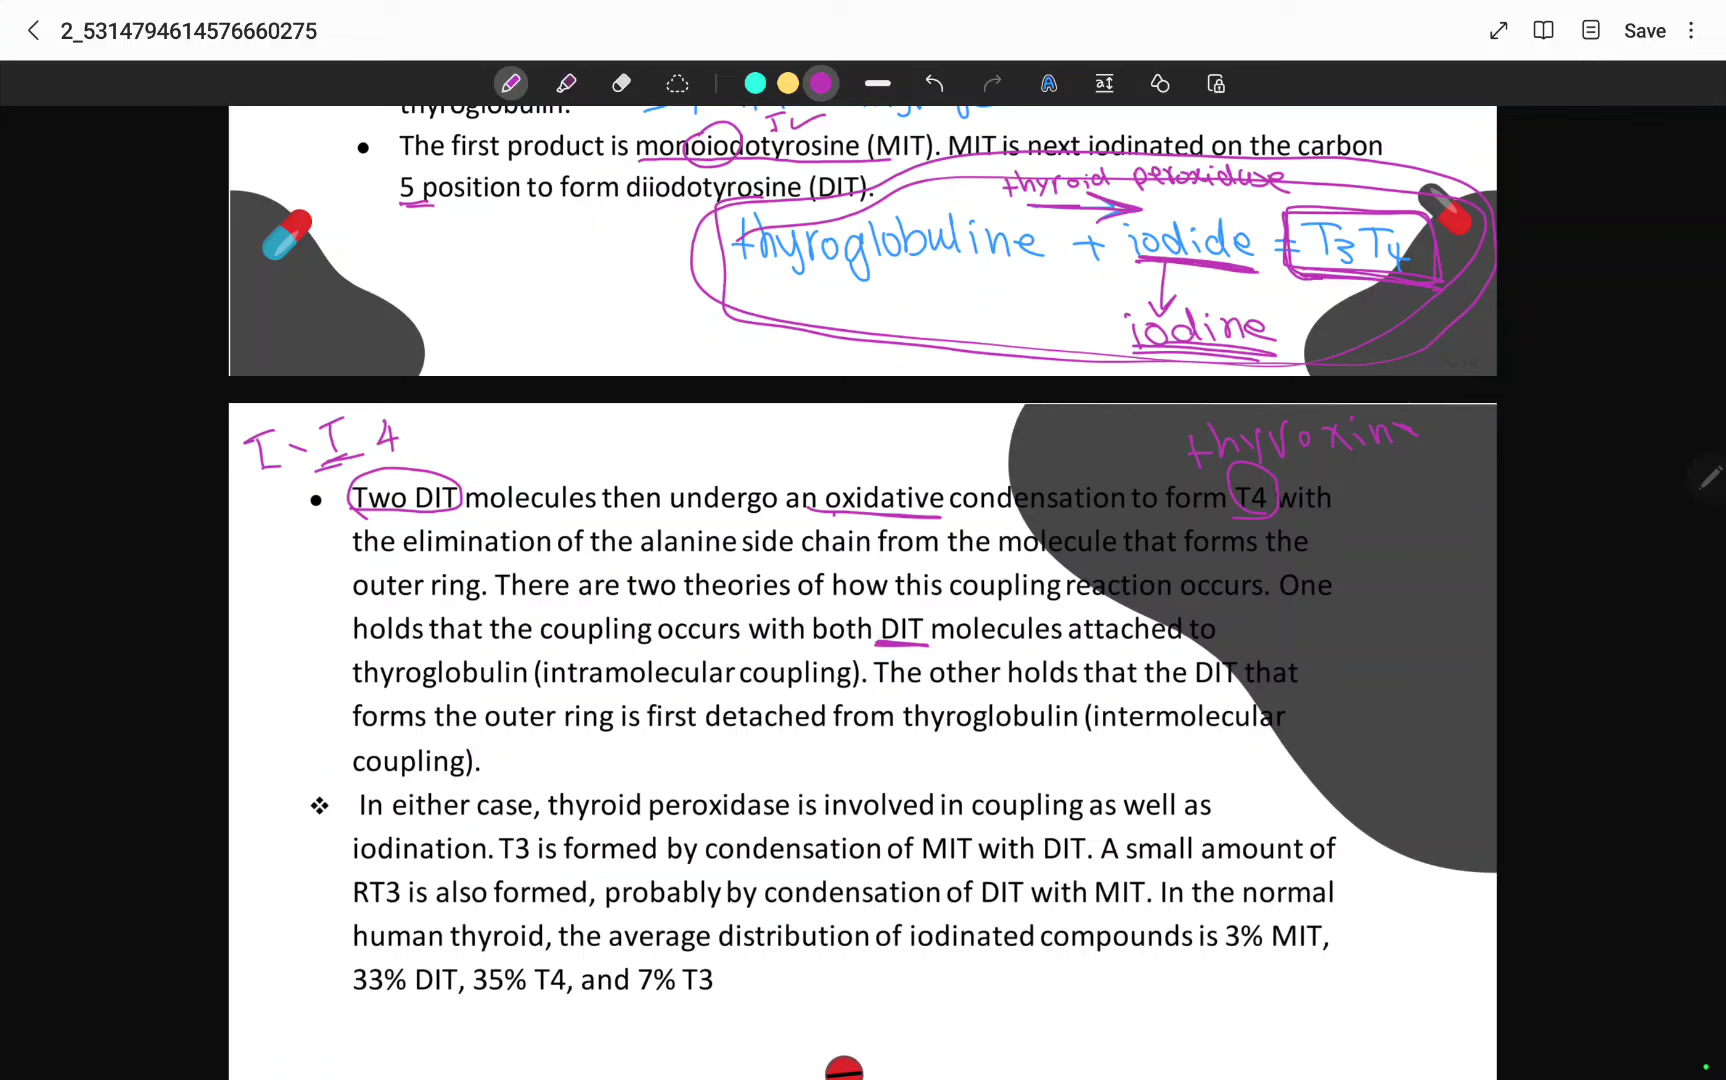 2_5314794614576660275
Save
thyroglobulin.
I
• The first product is monoiodotyrosine (MIT). MIT is next iodinated on the carbon
5 position to form diiodotyrosine (DIT).
thyroid peroxidase
thyroglobuline + iodide = T3 T4
iodine
I - I 4
thyroxin
• Two DIT molecules then undergo an oxidative condensation to form T4 with
the elimination of the alanine side chain from the molecule that forms the
outer ring. There are two theories of how this coupling reaction occurs. One
holds that the coupling occurs with both DIT molecules attached to
thyroglobulin (intramolecular coupling). The other holds that the DIT that
forms the outer ring is first detached from thyroglobulin (intermolecular
coupling).
❖ In either case, thyroid peroxidase is involved in coupling as well as
iodination. T3 is formed by condensation of MIT with DIT. A small amount of
RT3 is also formed, probably by condensation of DIT with MIT. In the normal
human thyroid, the average distribution of iodinated compounds is 3% MIT,
33% DIT, 35% T4, and 7% T3